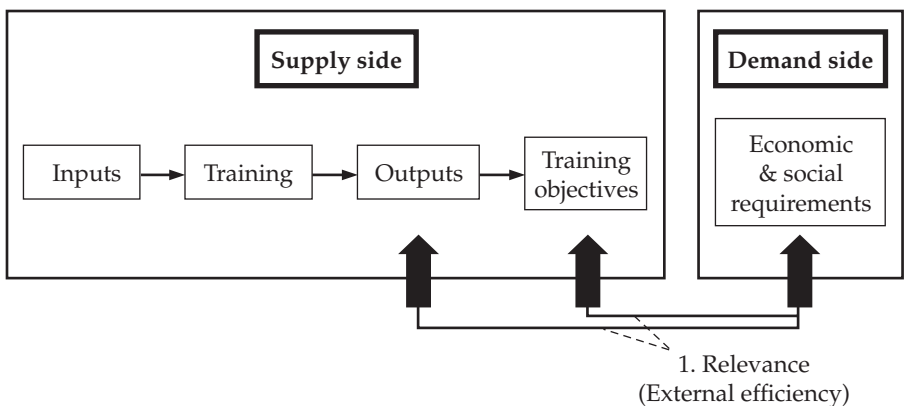 Supply side
Demand side
Inputs
Training
Outputs
Training
objectives
Economic
& social
requirements
1. Relevance
(External efficiency)